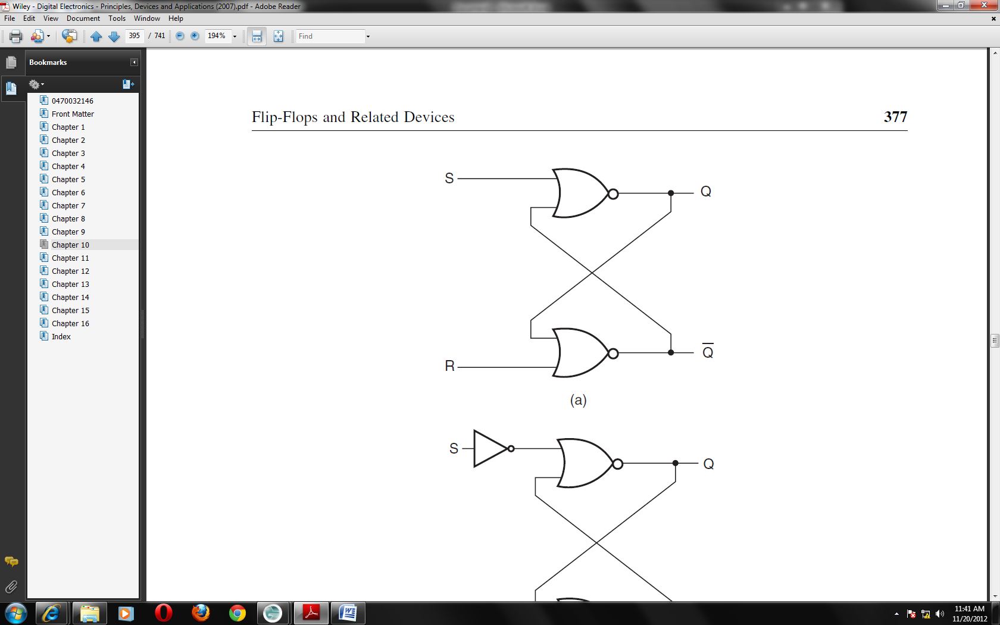 Wiley - Digital Electronics - Principles, Devices and Applications (2007).pdf - Adobe Reader
File Edit View Document Tools Window Help
395 / 741 194% Find
Bookmarks
0470032146
Front Matter
Chapter 1
Chapter 2
Chapter 3
Chapter 4
Chapter 5
Chapter 6
Chapter 7
Chapter 8
Chapter 9
Chapter 10
Chapter 11
Chapter 12
Chapter 13
Chapter 14
Chapter 15
Chapter 16
Index
Flip-Flops and Related Devices 377
S
Q
Q̅
R
(a)
S
Q
11:41 AM
11/20/2012